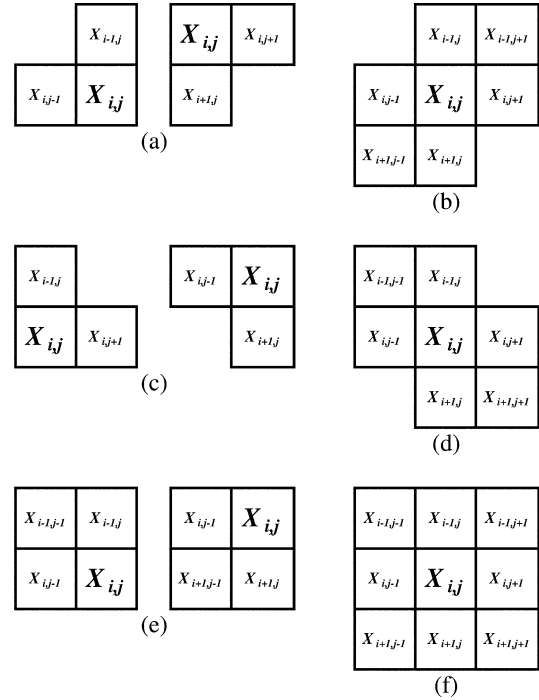 X i-1,j X i,j X i,j+1 X i-1,j X i-1,j+1
X i,j-1 X i,j X i+1,j X i,j-1 X i,j X i,j+1
(a) X i+1,j-1 X i+1,j
(b)
X i-1,j X i,j-1 X i,j X i-1,j-1 X i-1,j
X i,j X i,j+1 X i+1,j X i,j-1 X i,j X i,j+1
(c) X i+1,j X i+1,j+1
(d)
X i-1,j-1 X i-1,j X i,j-1 X i,j X i-1,j-1 X i-1,j X i-1,j+1
X i,j-1 X i,j X i+1,j-1 X i+1,j X i,j-1 X i,j X i,j+1
(e) X i+1,j-1 X i+1,j X i+1,j+1
(f)